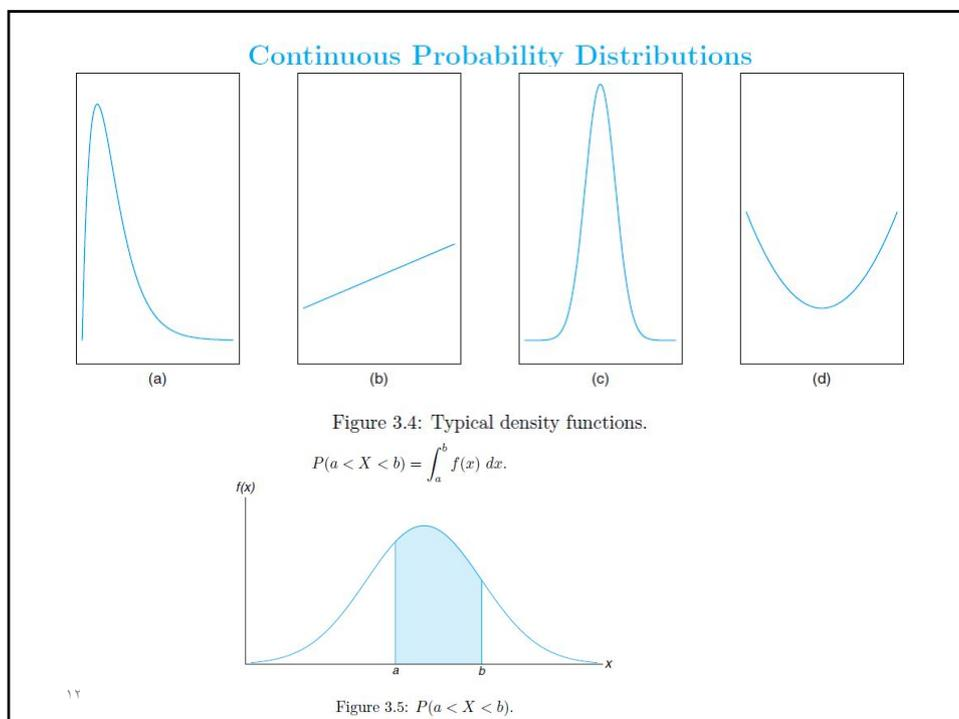 Continuous Probability Distributions
(a) (b) (c) (d)
Figure 3.4: Typical density functions.
P(a < X < b) = ∫_a^b f(x) dx.
f(x)
x
a b
١٢
Figure 3.5: P(a < X < b).